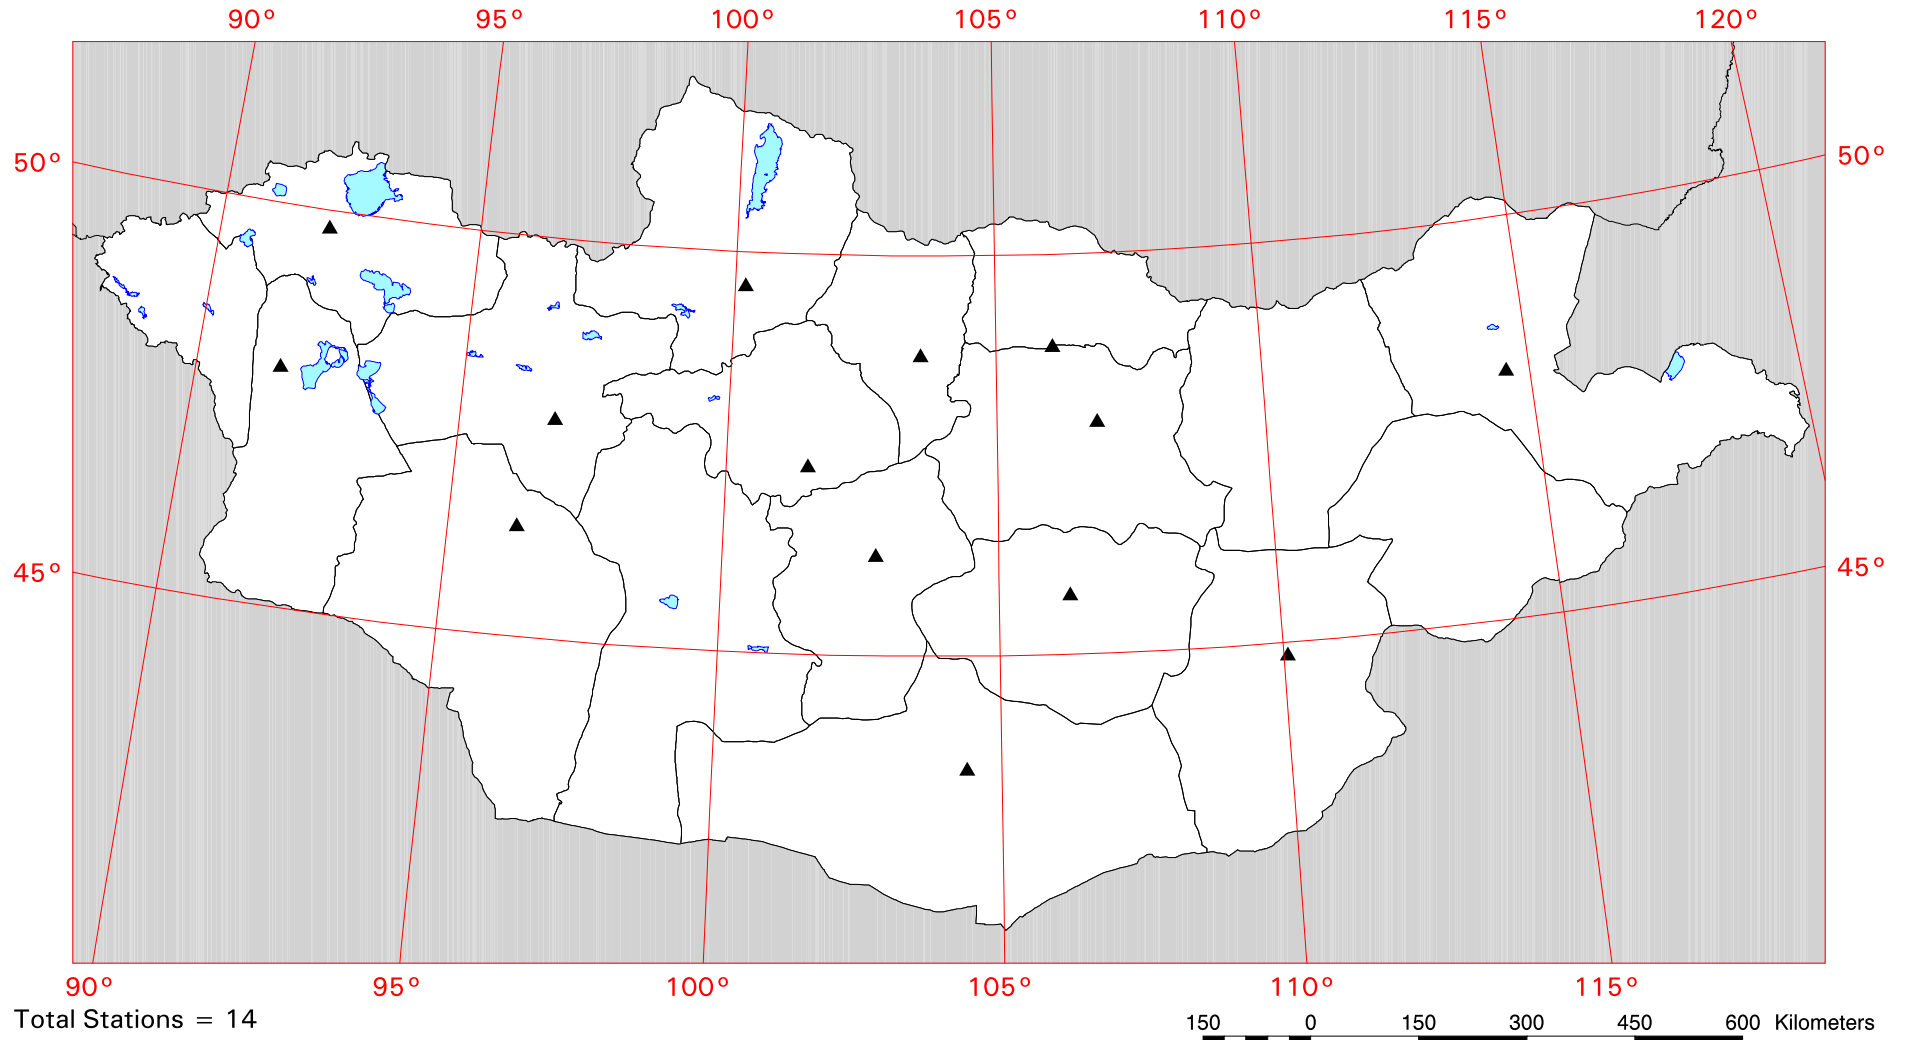 90° 95° 100° 105° 110° 115° 120°
50° 50°
45° 45°
90° 95° 100° 105° 110° 115°
Total Stations = 14
150 0 150 300 450 600 Kilometers